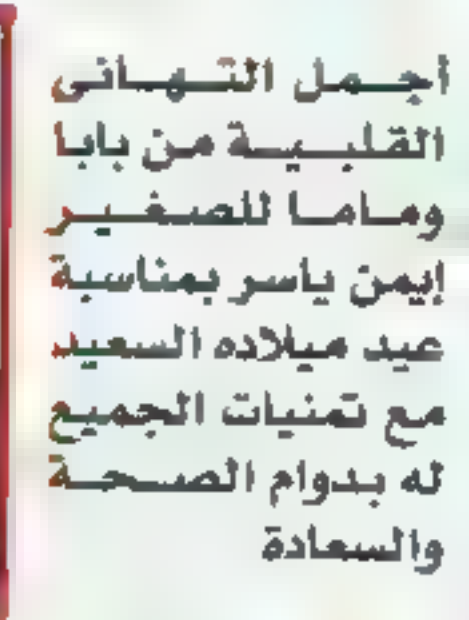 أجمل التهانى
القلبية من بابا
وماما للصغير
إيمن ياسر بمناسبة
عيد ميلاده السعيد
مع تمنيات الجميع
له بدوام الصحة
والسعادة